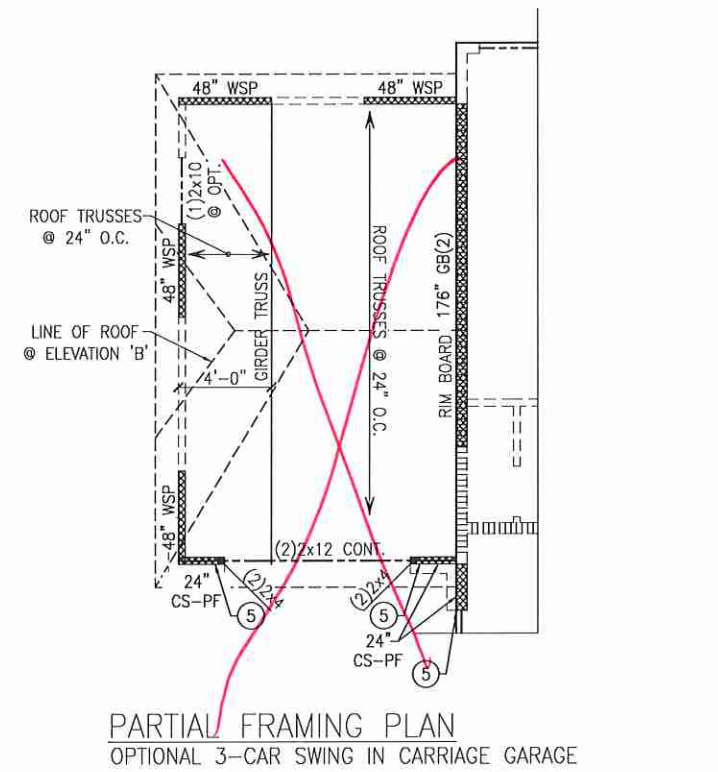 48" WSP
48" WSP
(1)2x10
@ OPT.
ROOF TRUSSES
@ 24" O.C.
48" WSP
GIRDER TRUSS
ROOF TRUSSES @ 24" O.C.
RIM BOARD 176" GB(2)
LINE OF ROOF
@ ELEVATION 'B'
4'-0"
48" WSP
(2)2x12 CONT.
24"
CS-PF
(2)2x4
5
(2)2x4
5
24"
CS-PF
5
PARTIAL FRAMING PLAN
OPTIONAL 3-CAR SWING IN CARRIAGE GARAGE